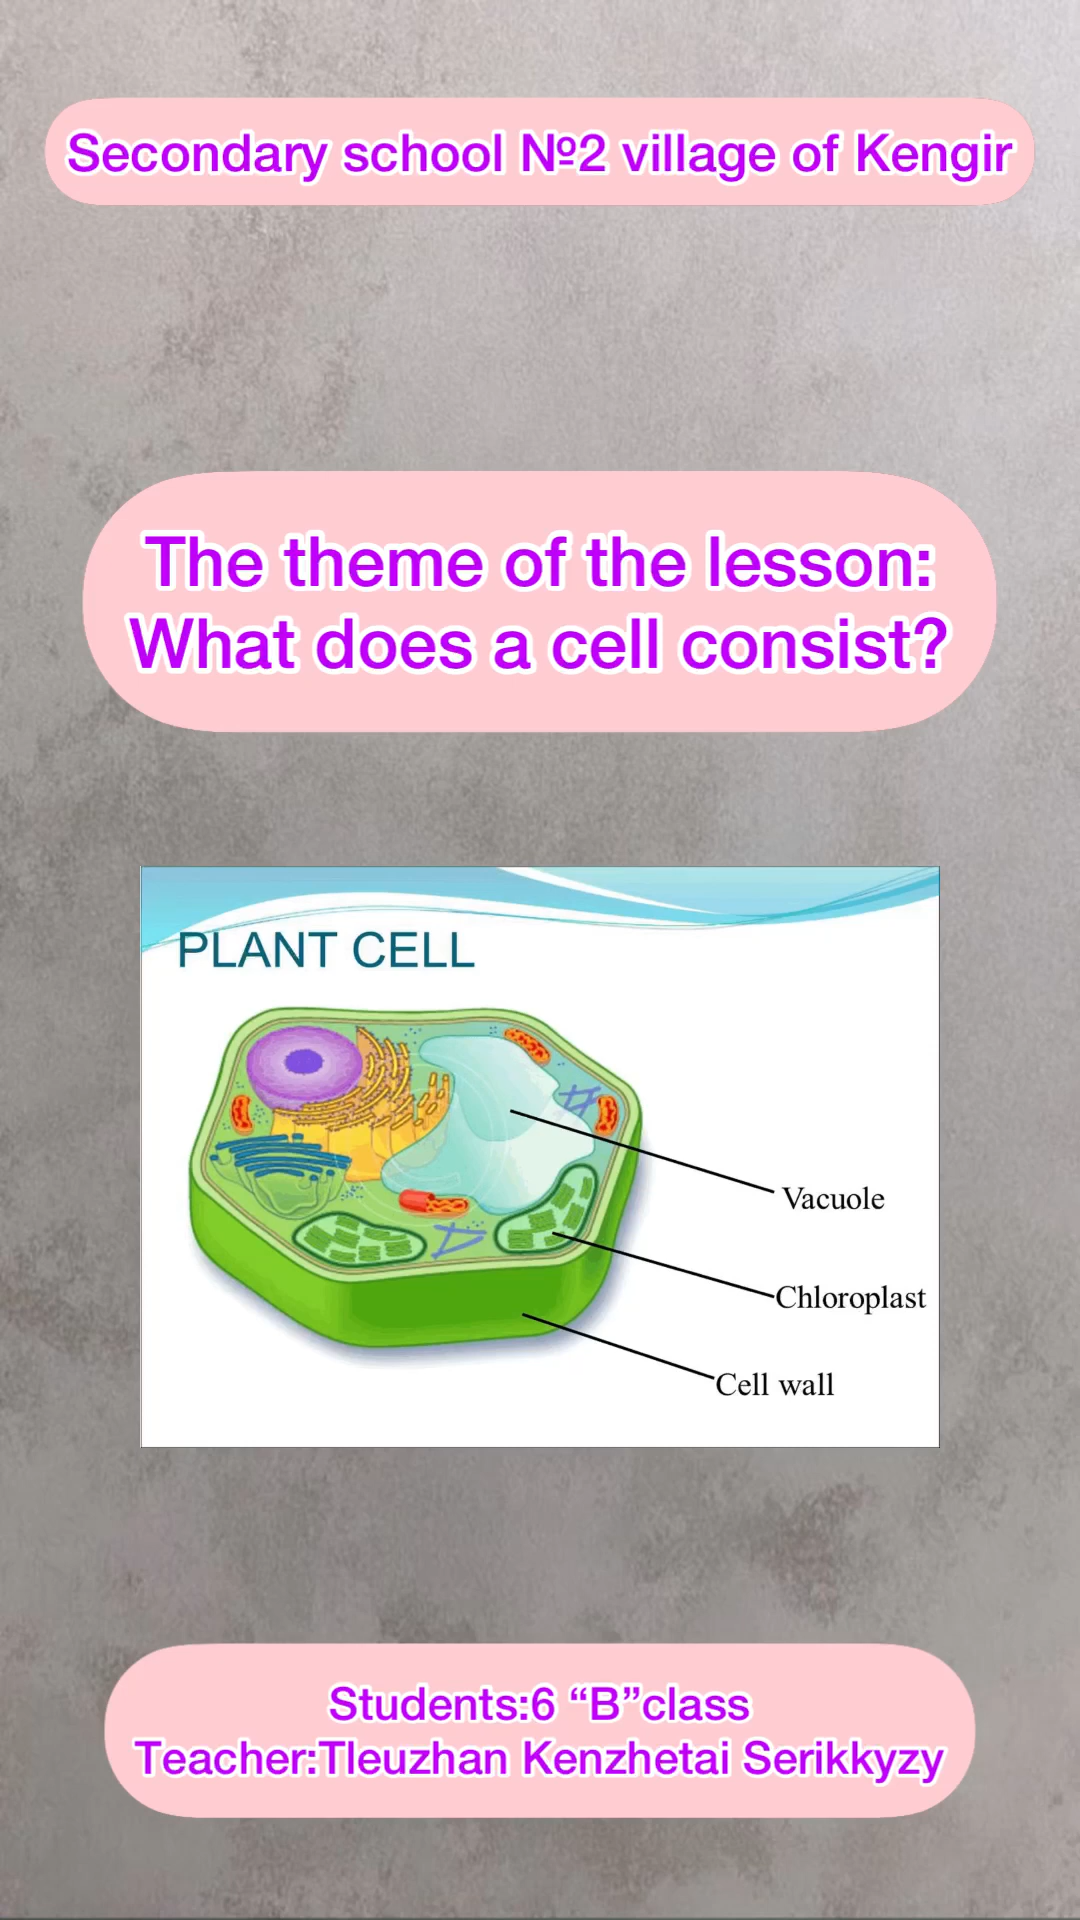 Secondary school №2 village of Kengir
The theme of the lesson:
What does a cell consist?
PLANT CELL
Vacuole
Chloroplast
Cell wall
Students:6 “B”class
Teacher:Tleuzhan Kenzhetai Serikkyzy